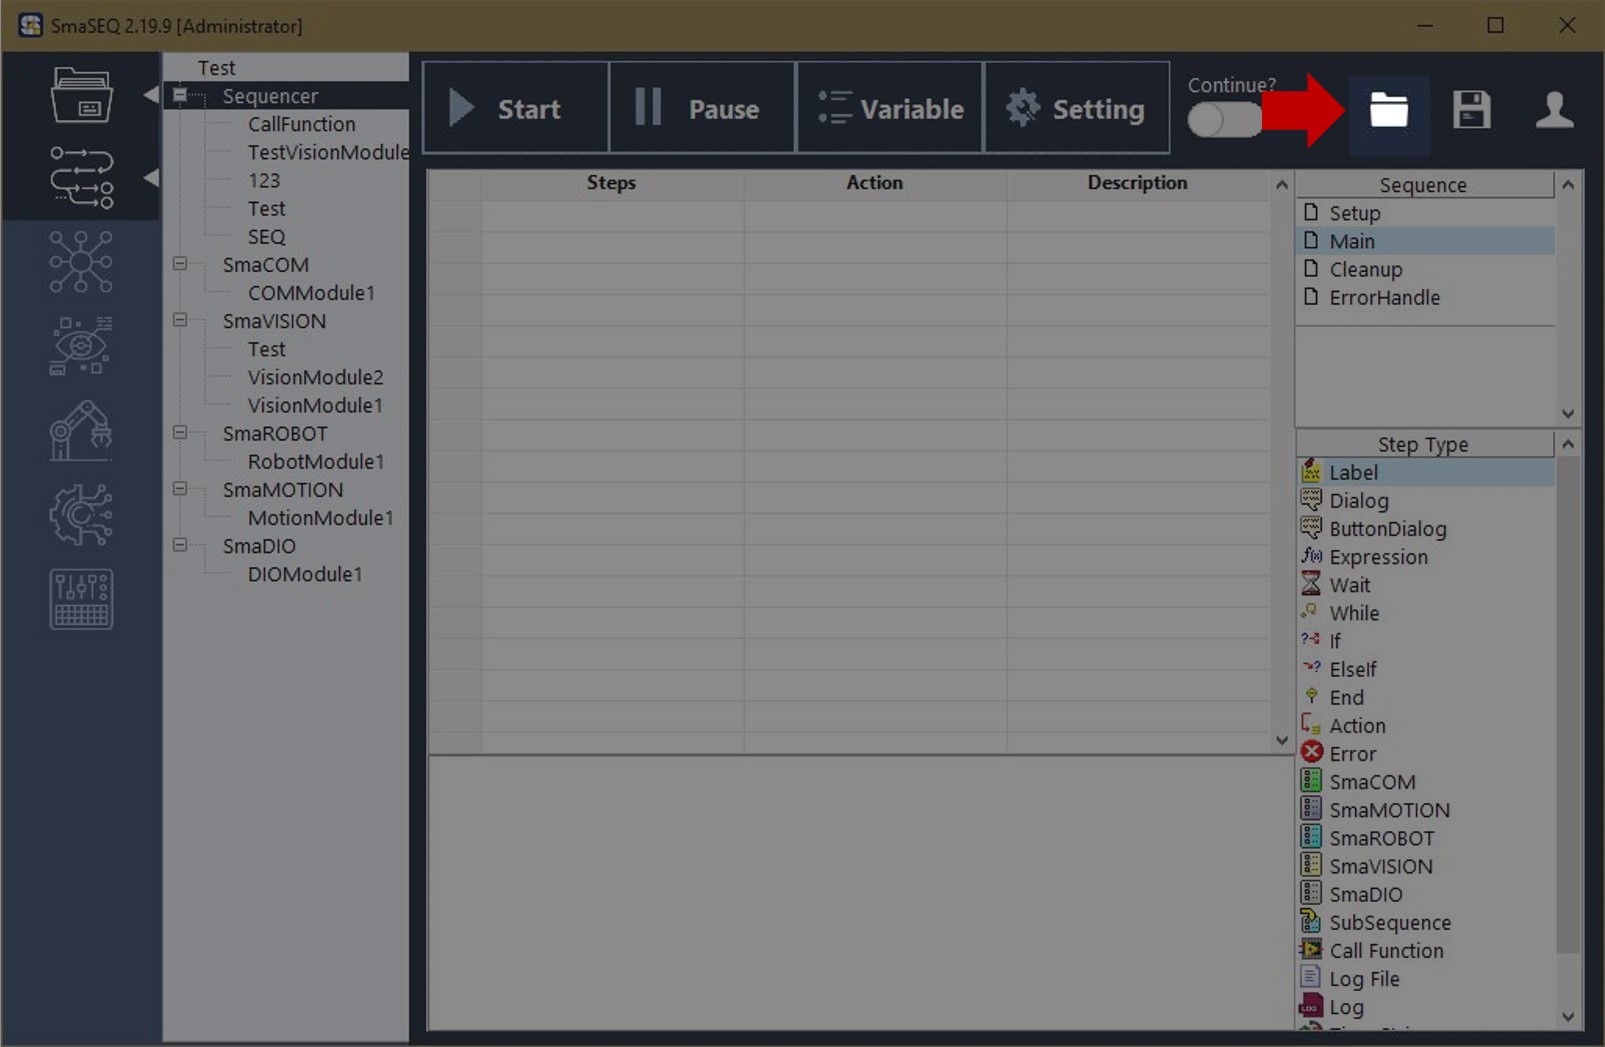 SmaSEQ 2.19.9 [Administrator]
Test
Sequencer
CallFunction
TestVisionModule
123
Test
SEQ
SmaCOM
COMModule1
SmaVISION
Test
VisionModule2
VisionModule1
SmaROBOT
RobotModule1
SmaMOTION
MotionModule1
SmaDIO
DIOModule1
Start
Pause
Variable
Setting
Continue?
Steps Action Description
Sequence
Setup
Main
Cleanup
ErrorHandle
Step Type
Label
Dialog
ButtonDialog
Expression
Wait
While
If
ElseIf
End
Action
Error
SmaCOM
SmaMOTION
SmaROBOT
SmaVISION
SmaDIO
SubSequence
Call Function
Log File
Log